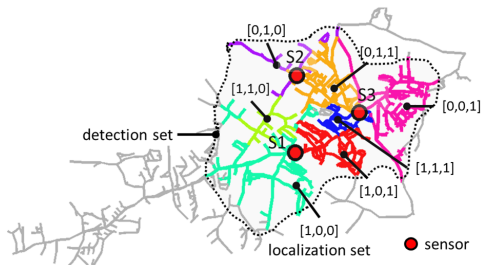 [0,1,0]
S2
[0,1,1]
[1,1,0]
S3
[0,0,1]
detection set
S1
[1,1,1]
[1,0,1]
[1,0,0]
localization set
sensor